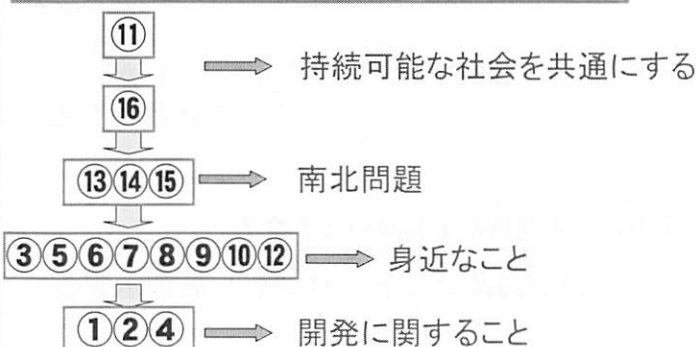 ⑪
持続可能な社会を共通にする
⑯
⑬⑭⑮
南北問題
③⑤⑥⑦⑧⑨⑩⑫
身近なこと
①②④
開発に関すること